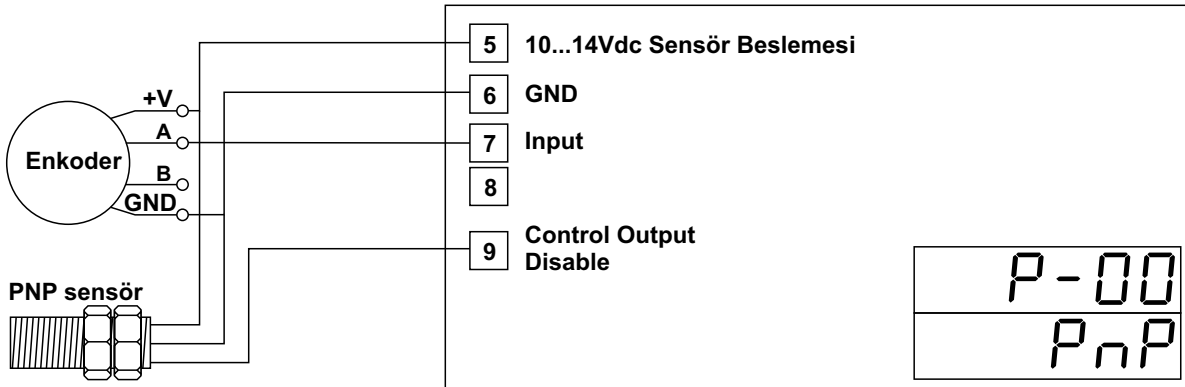 5 10...14Vdc Sensör Beslemesi
6 GND
+V
A
7 Input
Enkoder
B
8
GND
9 Control Output
Disable
PNP sensör
P-00
PnP